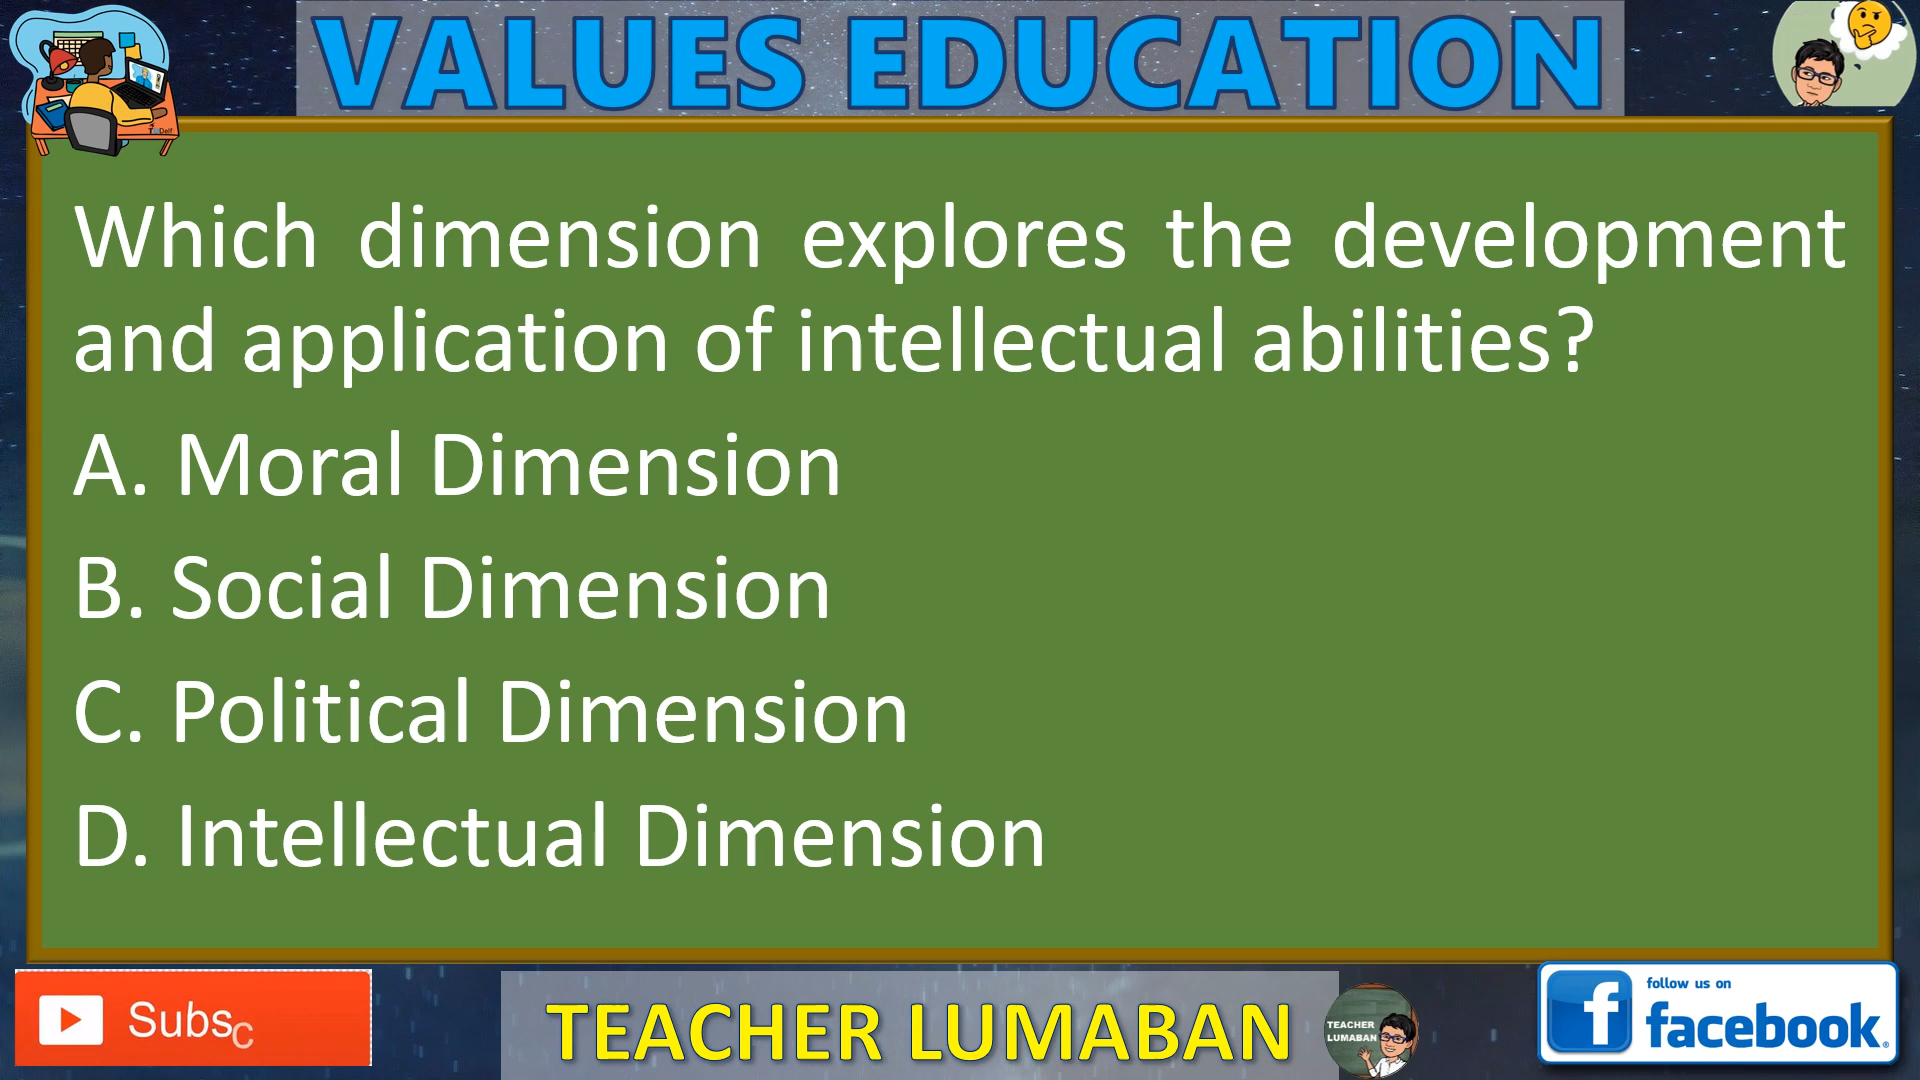 VALUES EDUCATION
Which dimension explores the development
and application of intellectual abilities?
A. Moral Dimension
B. Social Dimension
C. Political Dimension
D. Intellectual Dimension
Subsc
TEACHER LUMABAN
TEACHER
LUMABAN
follow us on
facebook